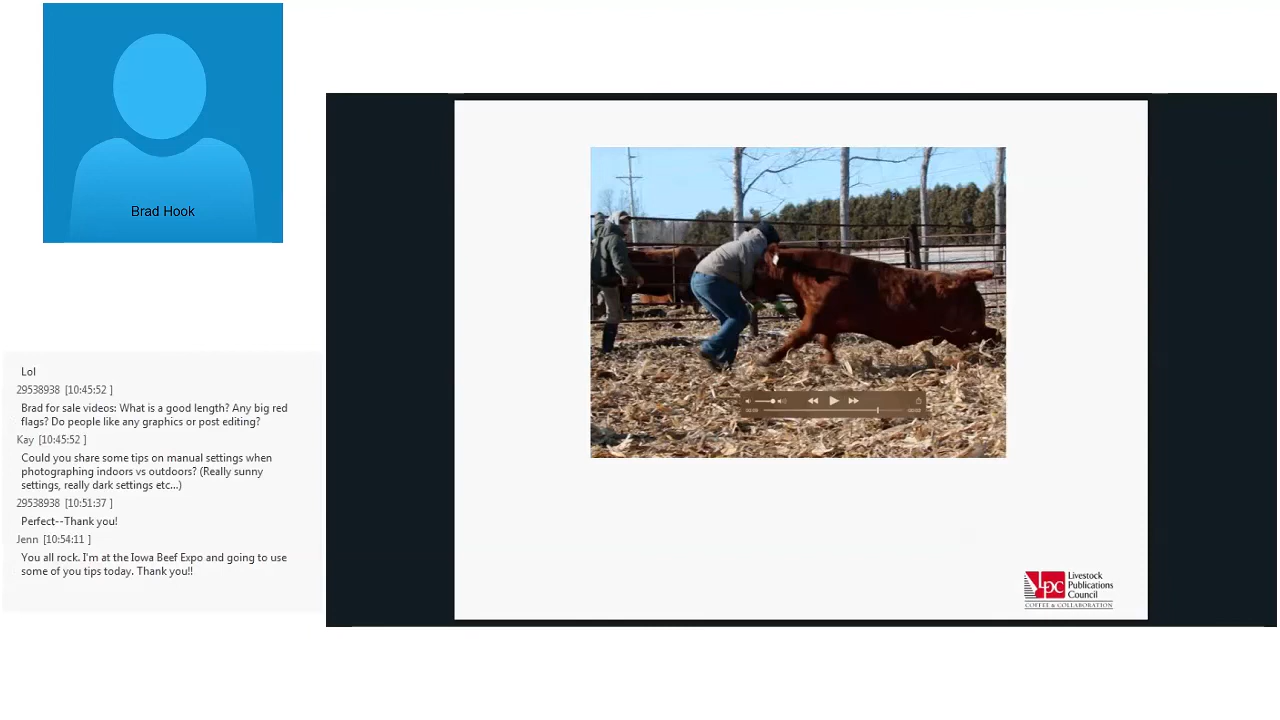 Brad Hook
Lol
29538938 [10:45:52 ]
Brad for sale videos: What is a good length? Any big red
flags? Do people like any graphics or post editing?
Kay [10:45:52 ]
Could you share some tips on manual settings when
photographing indoors vs outdoors? (Really sunny
settings, really dark settings etc...)
29538938 [10:51:37 ]
Perfect--Thank you!
Jenn [10:54:11 ]
You all rock. I'm at the Iowa Beef Expo and going to use
some of you tips today. Thank you!!
LPC
Livestock
Publications
Council
COFFEE & COLLABORATION